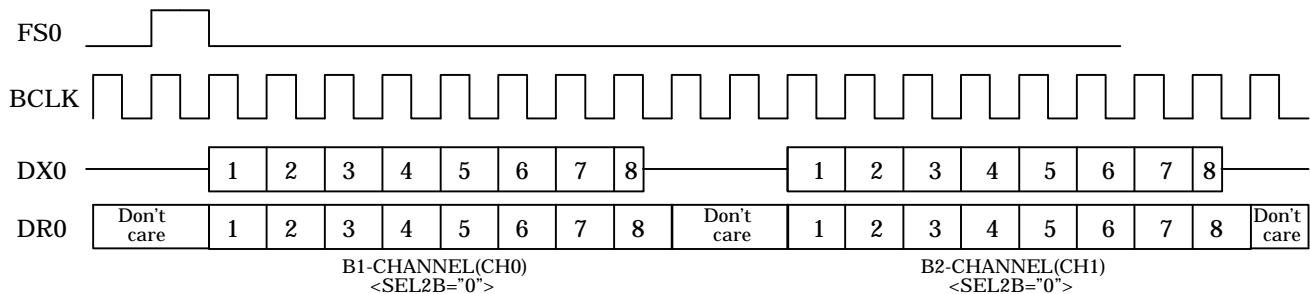 FS0
BCLK
DX0 1 2 3 4 5 6 7 8 1 2 3 4 5 6 7 8
DR0 Don't care 1 2 3 4 5 6 7 8 Don't care 1 2 3 4 5 6 7 8 Don't care
B1-CHANNEL(CH0) B2-CHANNEL(CH1)
<SEL2B=”0”> <SEL2B=”0”>